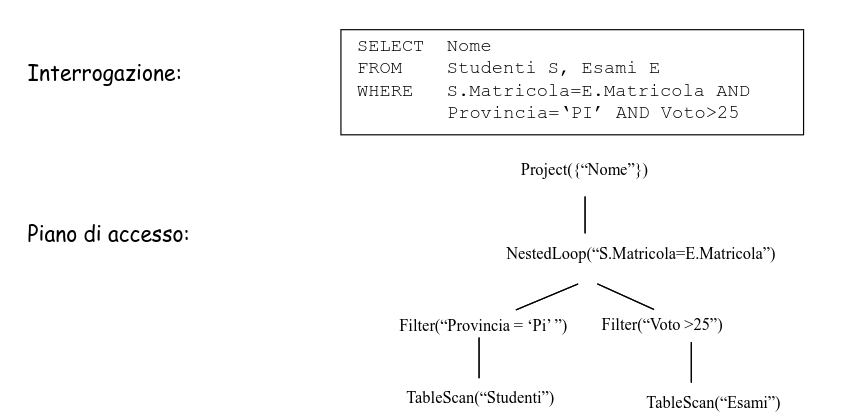 Interrogazione:
SELECT Nome
FROM Studenti S, Esami E
WHERE S.Matricola=E.Matricola AND
Provincia=‘PI’ AND Voto>25
Piano di accesso:
Project({“Nome”})
NestedLoop(“S.Matricola=E.Matricola”)
Filter(“Provincia = ‘Pi’ ”) Filter(“Voto >25”)
TableScan(“Studenti”) TableScan(“Esami”)